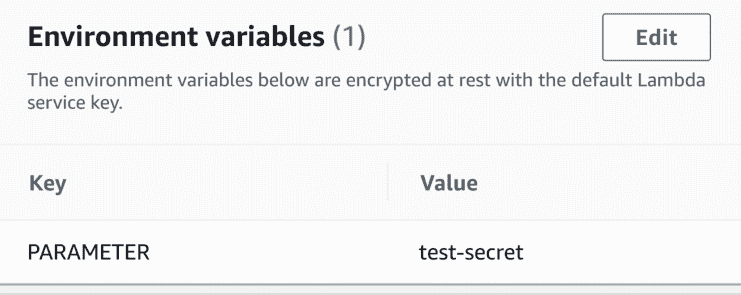 Environment variables (1)
Edit
The environment variables below are encrypted at rest with the default Lambda
service key.
Key
Value
PARAMETER
test-secret